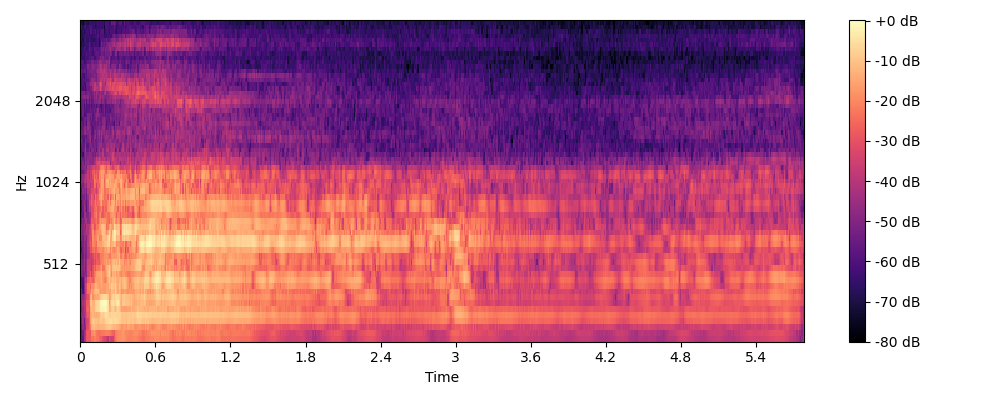 +0 dB
-10 dB
-20 dB
-30 dB
-40 dB
-50 dB
-60 dB
-70 dB
-80 dB
Hz
2048
1024
512
0 0.6 1.2 1.8 2.4 3 3.6 4.2 4.8 5.4
Time